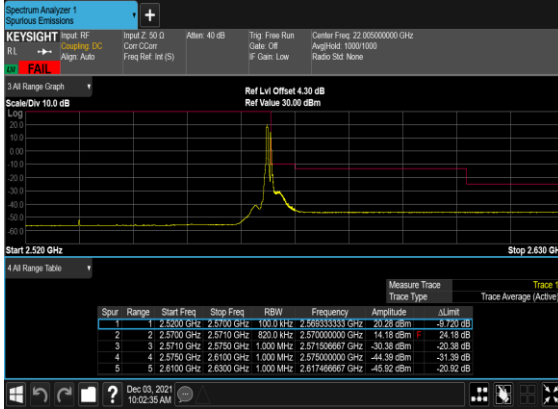 Spectrum Analyzer 1
Spurious Emissions
+
KEYSIGHT Input: RF Input Z: 50 Ω Atten: 40 dB Trig: Free Run Center Freq: 22.005000000 GHz
RL Coupling: DC Corr CCorr Gate: Off Avg|Hold: 1000/1000
Align: Auto Freq Ref: Int (S) IF Gain: Low Radio Std: None
FAIL
3 All Range Graph
Ref Lvl Offset 4.30 dB
Scale/Div 10.0 dB Ref Value 30.00 dBm
Log
20.0
10.0
0.00
-10.0
-20.0
-30.0
-40.0
-50.0
-60.0
Start 2.520 GHz Stop 2.630 GH
4 All Range Table
Measure Trace Trace 1
Trace Type Trace Average (Active)
Spur Range Start Freq Stop Freq RBW Frequency Amplitude ΔLimit
1 1 2.5200 GHz 2.5700 GHz 100.0 kHz 2.569333333 GHz 20.28 dBm -9.720 dB
2 2 2.5700 GHz 2.5710 GHz 820.0 kHz 2.570000000 GHz 14.18 dBm F 24.18 dB
3 3 2.5710 GHz 2.5750 GHz 1.000 MHz 2.571506667 GHz -30.38 dBm -20.38 dB
4 4 2.5750 GHz 2.6100 GHz 1.000 MHz 2.575000000 GHz -44.39 dBm -31.39 dB
5 5 2.6100 GHz 2.6300 GHz 1.000 MHz 2.617466667 GHz -45.92 dBm -20.92 dB
?
Dec 03, 2021
10:02:35 AM